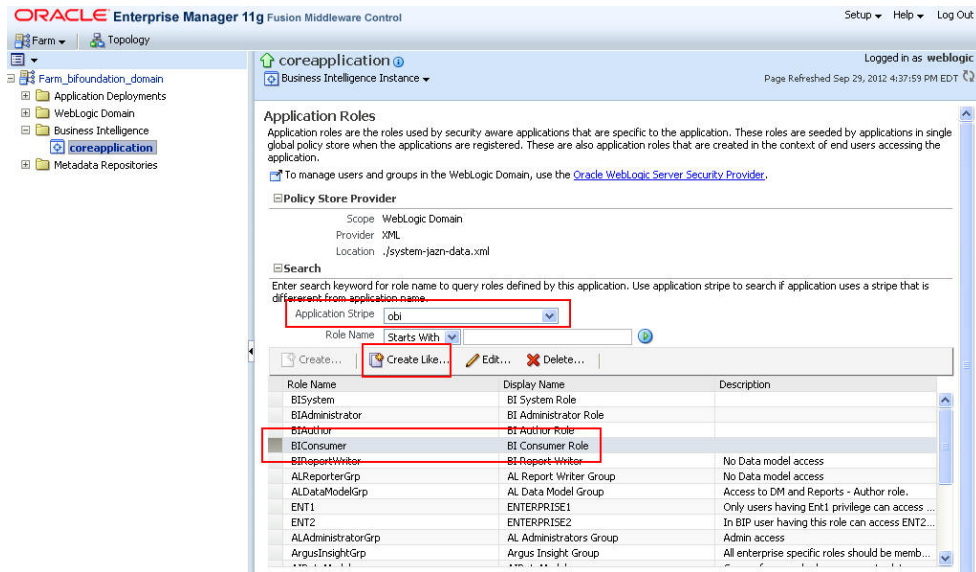 ORACLE Enterprise Manager 11g Fusion Middleware Control
Setup Help Log Out
Farm Topology
Farm_bifoundation_domain
Application Deployments
WebLogic Domain
Business Intelligence
coreapplication
Metadata Repositories
coreapplication
Logged in as weblogic
Business Intelligence Instance
Page Refreshed Sep 29, 2012 4:37:59 PM EDT
Application Roles
Application roles are the roles used by security aware applications that are specific to the application. These roles are seeded by applications in single
global policy store when the applications are registered. These are also application roles that are created in the context of end users accessing the
application.
To manage users and groups in the WebLogic Domain, use the Oracle WebLogic Server Security Provider.
Policy Store Provider
Scope WebLogic Domain
Provider XML
Location ./system-jazn-data.xml
Search
Enter search keyword for role name to query roles defined by this application. Use application stripe to search if application uses a stripe that is
differerent from application name.
Application Stripe obi
Role Name Starts With
Create... Create Like... Edit... Delete...
Role Name Display Name Description
BISystem BI System Role
BIAdministrator BI Administrator Role
BIAuthor BI Author Role
BIConsumer BI Consumer Role
BIReportWriter BI Report Writer No Data model access
ALReporterGrp AL Report Writer Group No Data model access
ALDataModelGrp AL Data Model Group Access to DM and Reports - Author role.
ENT1 ENTERPRISE1 Only users having Ent1 privilege can access ...
ENT2 ENTERPRISE2 In BIP user having this role can access ENT2...
ALAdministratorGrp AL Administrators Group Admin access
ArgusInsightGrp Argus Insight Group All enterprise specific roles should be memb...